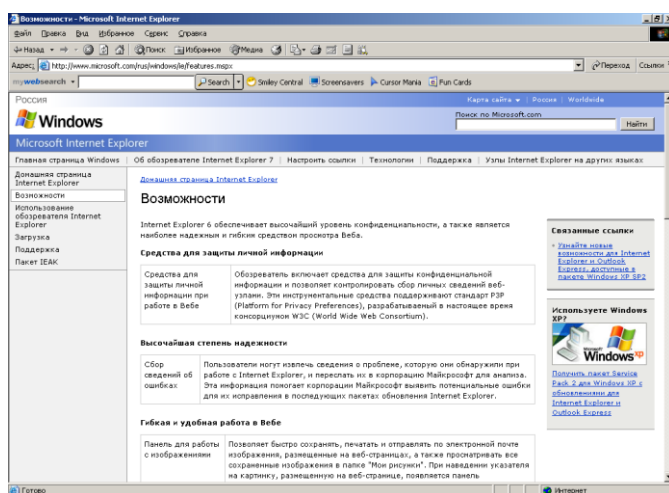 Возможности - Microsoft Internet Explorer
Файл Правка Вид Избранное Сервис Справка
Назад Поиск Избранное Медиа
Адрес: http://www.microsoft.com/rus/windows/ie/features.mspx Переход Ссылки
mywebsearch Search Smiley Central Screensavers Cursor Mania Fun Cards
Россия Карта сайта | Россия | Worldwide
Windows Поиск по Microsoft.com
Найти
Microsoft Internet Explorer
Главная страница Windows | Об обозревателе Internet Explorer 7 | Настроить ссылки | Технологии | Поддержка | Узлы Internet Explorer на других языках
Домашняя страница
Internet Explorer
Возможности
Использование
обозревателя Internet
Explorer
Загрузка
Поддержка
Пакет IEAK
Домашняя страница Internet Explorer
Возможности
Internet Explorer 6 обеспечивает высочайший уровень конфиденциальности, а также является
наиболее надежным и гибким средством просмотра Веба.
Средства для защиты личной информации
Средства для
защиты личной
информации при
работе в Вебе
Обозреватель включает средства для защиты конфиденциальной
информации и позволяет контролировать сбор личных сведений веб-
узлами. Эти инструментальные средства поддерживают стандарт P3P
(Platform for Privacy Preferences), разрабатываемый в настоящее время
консорциумом W3C (World Wide Web Consortium).
Высочайшая степень надежности
Сбор
сведений об
ошибках
Пользователи могут извлечь сведения о проблеме, которую они обнаружили при
работе с Internet Explorer, и переслать их в корпорацию Майкрософт для анализа.
Эта информация помогает корпорации Майкрософт выявить потенциальные ошибки
для их исправления в последующих пакетах обновления Internet Explorer.
Гибкая и удобная работа в Вебе
Панель для работы
с изображениями
Позволяет быстро сохранять, печатать и отправлять по электронной почте
изображения, размещенные на веб-страницах, а также просматривать все
сохраненные изображения в папке "Мои рисунки". При наведении указателя
на картинку, размещенную на веб-странице, появляется панель
Связанные ссылки
Узнайте новые
возможности для Internet
Explorer и Outlook
Express, доступные в
пакете Windows XP SP2
Используете Windows
XP?
Windows xp
Получить пакет Service
Pack 2 для Windows XP с
обновлениями для
Internet Explorer и
Outlook Express
Готово Интернет